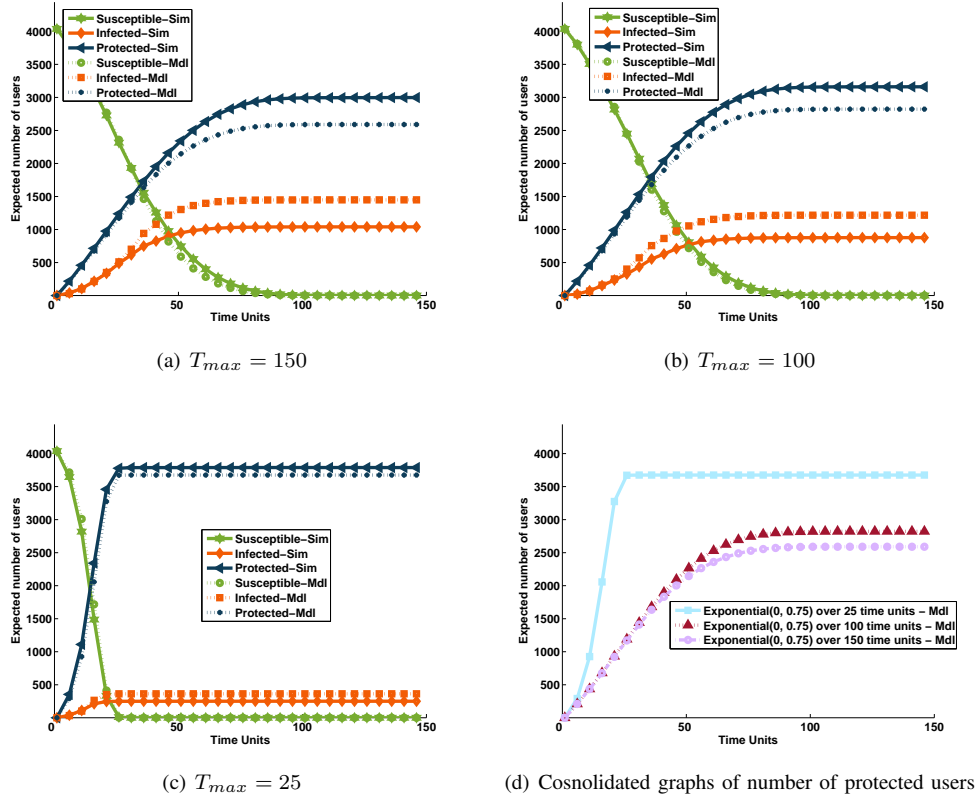 Expected number of users
4000
3500
3000
2500
2000
1500
1000
500
0
50
100
150
Time Units
Susceptible−Sim
Infected−Sim
Protected−Sim
Susceptible−Mdl
Infected−Mdl
Protected−Mdl
(a) T_max = 150
Expected number of users
4000
3500
3000
2500
2000
1500
1000
500
0
50
100
150
Time Units
Susceptible−Sim
Infected−Sim
Protected−Sim
Susceptible−Mdl
Infected−Mdl
Protected−Mdl
(b) T_max = 100
Expected number of users
4000
3500
3000
2500
2000
1500
1000
500
0
50
100
150
Time Units
Susceptible−Sim
Infected−Sim
Protected−Sim
Susceptible−Mdl
Infected−Mdl
Protected−Mdl
(c) T_max = 25
Expected number of users
4000
3500
3000
2500
2000
1500
1000
500
0
50
100
150
Time Units
Exponential(0, 0.75) over 25 time units − Mdl
Exponential(0, 0.75) over 100 time units − Mdl
Exponential(0, 0.75) over 150 time units − Mdl
(d) Cosnolidated graphs of number of protected users